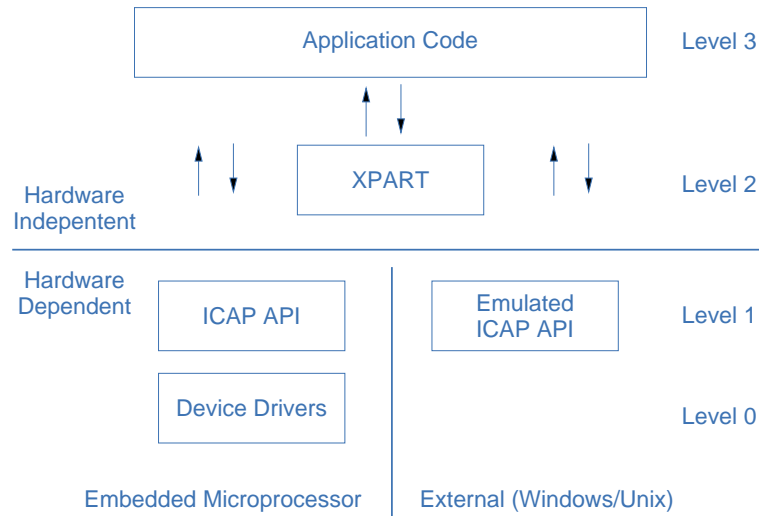 Application Code
Level 3
XPART
Level 2
Hardware
Indepentent
Hardware
Dependent
ICAP API
Emulated
ICAP API
Level 1
Device Drivers
Level 0
Embedded Microprocessor
External (Windows/Unix)